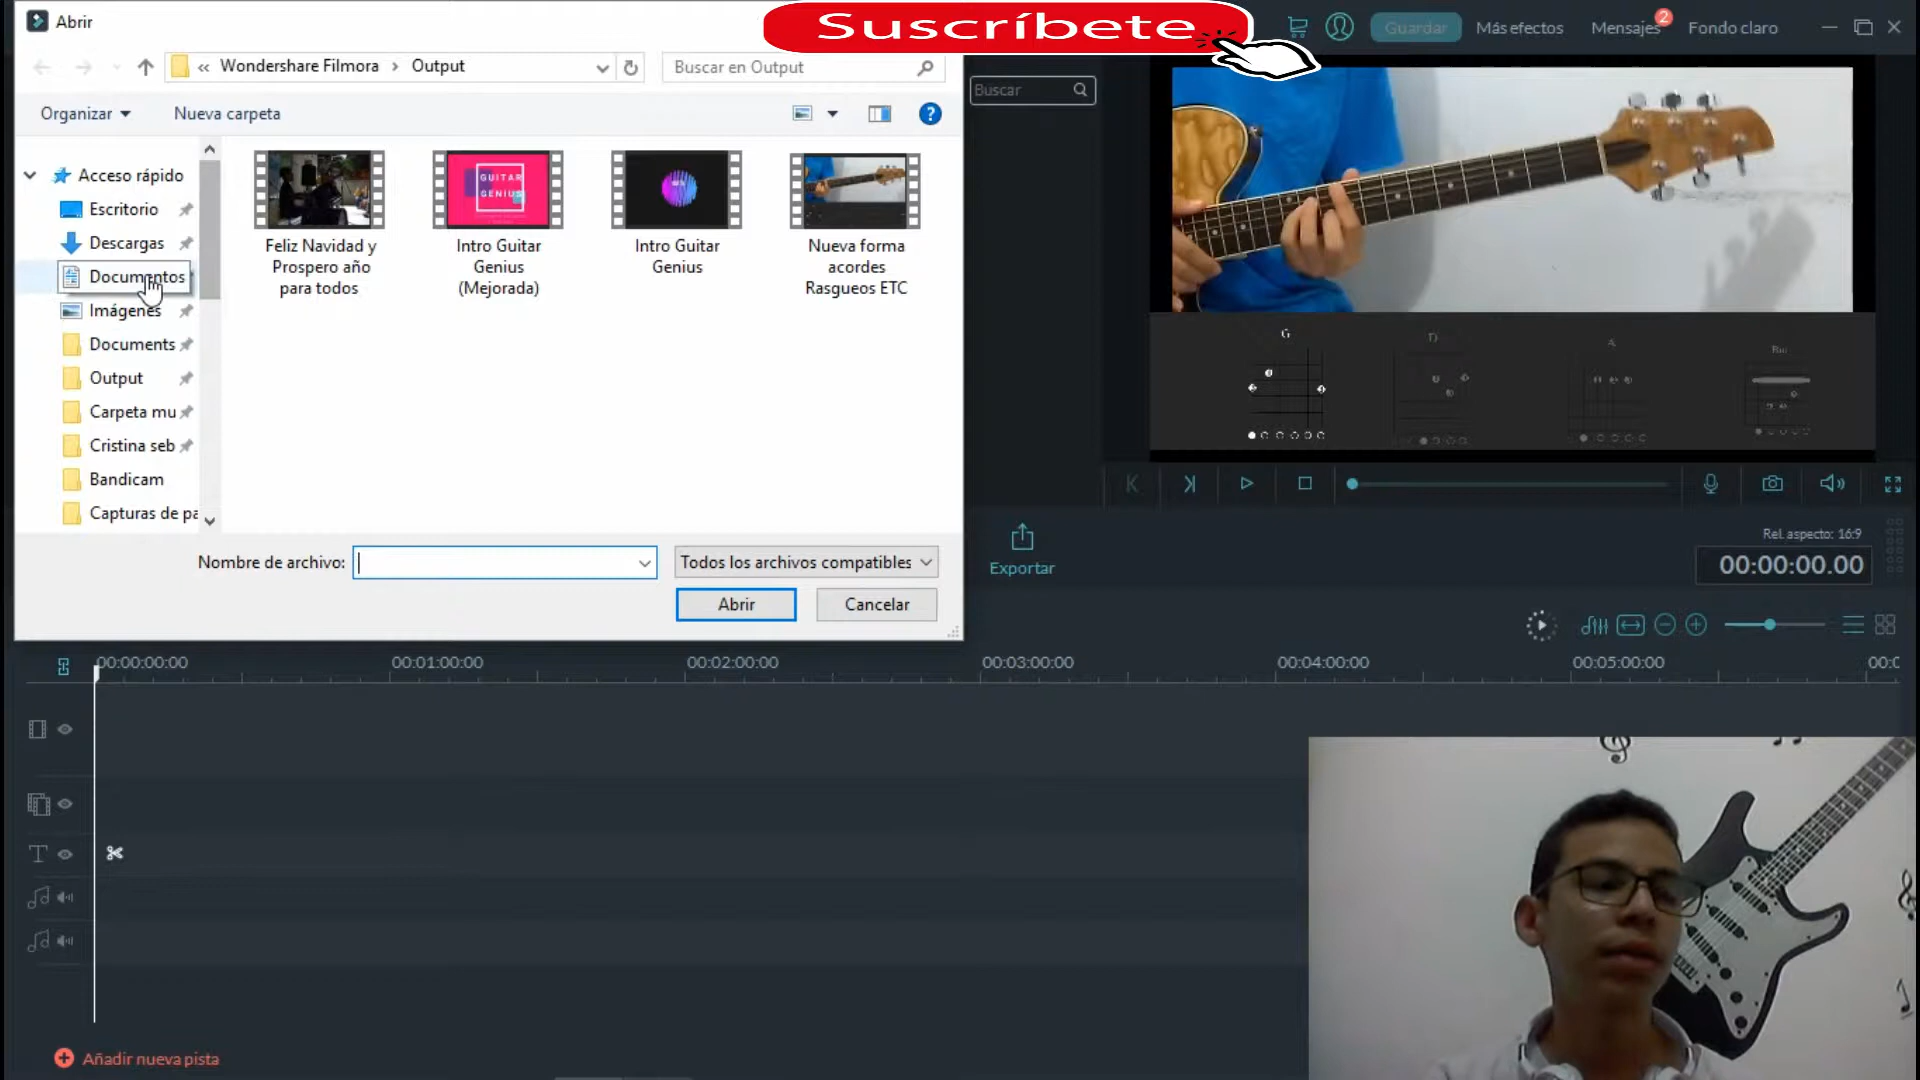 Abrir
Suscríbete
Guardar
Más efectos
Mensajes
2
Fondo claro
« Wondershare Filmora > Output
Buscar en Output
Buscar
Organizar
Nueva carpeta
?
Acceso rápido
Escritorio
Descargas
Documentos
Imágenes
Documents
Output
Carpeta mu
Cristina seb
Bandicam
Capturas de pa
GUITAR
GENIUS
Feliz Navidad y
Prospero año
para todos
Intro Guitar
Genius
(Mejorada)
Intro Guitar
Genius
Nueva forma
acordes
Rasgueos ETC
G
D
A
Bm
Nombre de archivo:
Todos los archivos compatibles
Abrir
Cancelar
Exportar
Rel. aspecto: 16:9
00:00:00.00
00:00:00:00
00:01:00:00
00:02:00:00
00:03:00:00
00:04:00:00
00:05:00:00
00:0
T
Añadir nueva pista